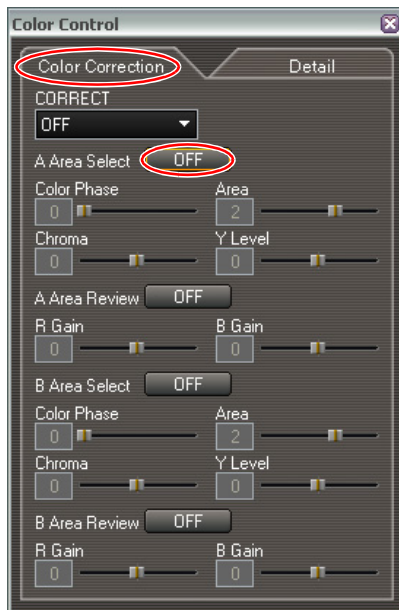 Color Control
Color Correction Detail
CORRECT
OFF
A Area Select OFF
Color Phase Area
0 2
Chroma Y Level
0 0
A Area Review OFF
R Gain B Gain
0 0
B Area Select OFF
Color Phase Area
0 2
Chroma Y Level
0 0
B Area Review OFF
R Gain B Gain
0 0